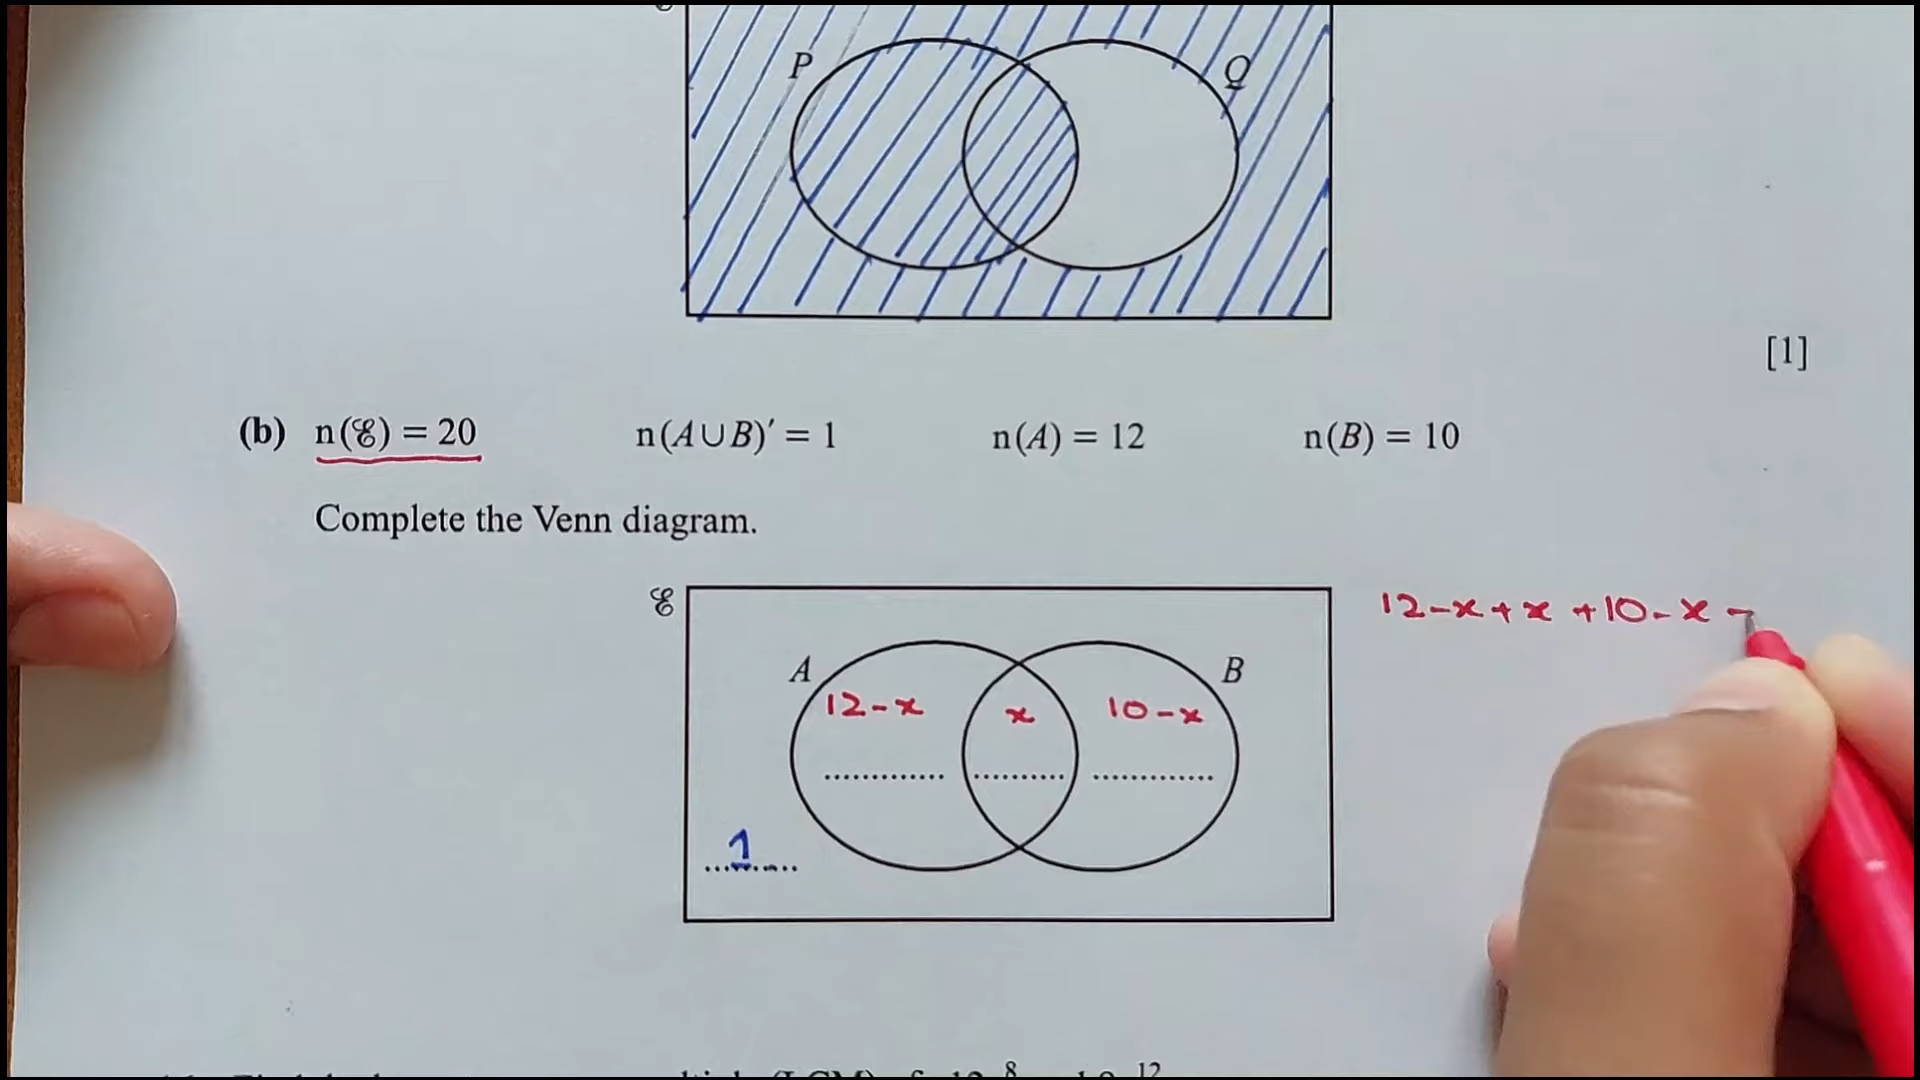 P Q
[1]
(b) n(ℰ) = 20 n(A∪B)′ = 1 n(A) = 12 n(B) = 10
Complete the Venn diagram.
ℰ
12-x+x+10-x
A B
12-x x 10-x
1